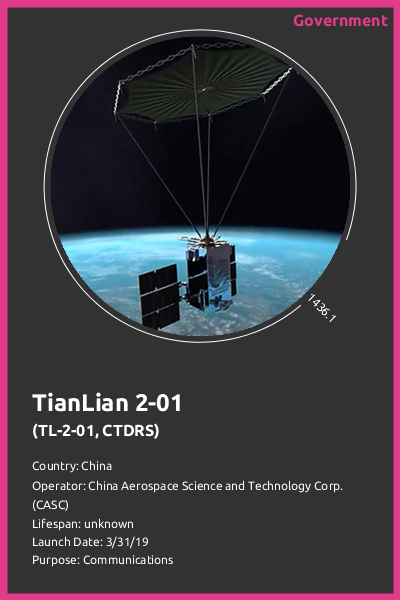 Government
1436.1
TianLian 2-01
(TL-2-01, CTDRS)
Country: China
Operator: China Aerospace Science and Technology Corp.
(CASC)
Lifespan: unknown
Launch Date: 3/31/19
Purpose: Communications